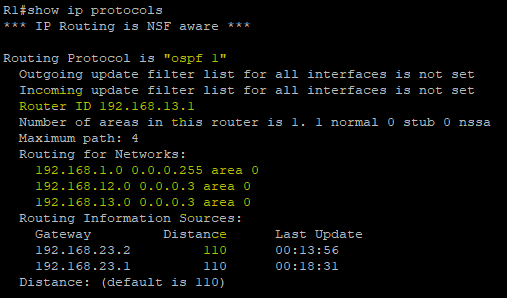 R1#show ip protocols
*** IP Routing is NSF aware ***
Routing Protocol is "ospf 1"
Outgoing update filter list for all interfaces is not set
Incoming update filter list for all interfaces is not set
Router ID 192.168.13.1
Number of areas in this router is 1. 1 normal 0 stub 0 nssa
Maximum path: 4
Routing for Networks:
192.168.1.0 0.0.0.255 area 0
192.168.12.0 0.0.0.3 area 0
192.168.13.0 0.0.0.3 area 0
Routing Information Sources:
Gateway Distance Last Update
192.168.23.2 110 00:13:56
192.168.23.1 110 00:18:31
Distance: (default is 110)